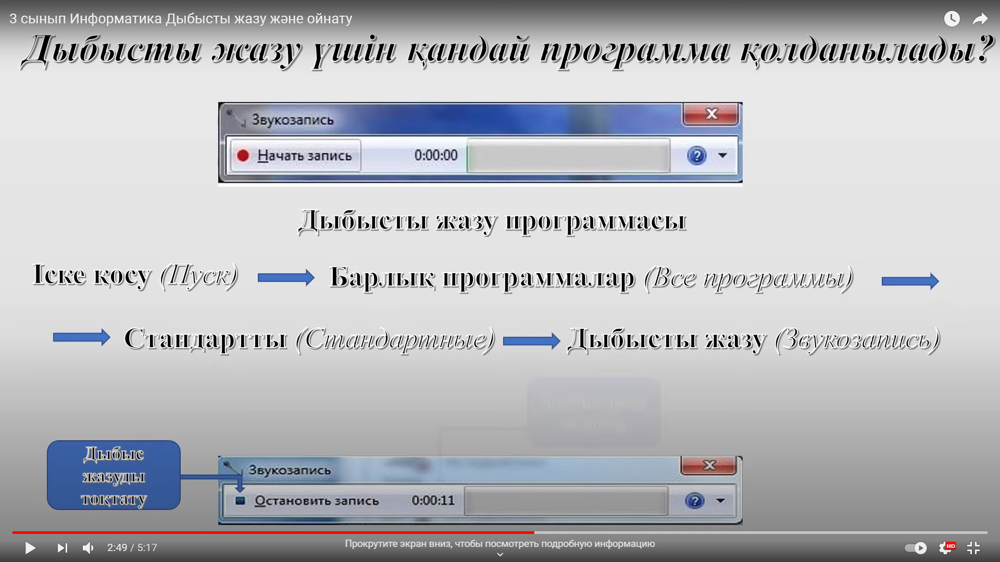 3 сынып Информатика Дыбысты жазу және ойнату
Дыбысты жазу үшін қандай программа қолданылады?
Звукозапись
Начать запись 0:00:00
Дыбысты жазу программасы
Іске қосу (Пуск) Барлық программалар (Все программы)
Стандартты (Стандартные) Дыбысты жазу (Звукозапись)
Дыбыс
жазуды
тоқтату
Звукозапись
Остановить запись 0:00:11
2:49 / 5:17
Прокрутите экран вниз, чтобы посмотреть подробную информацию
HD